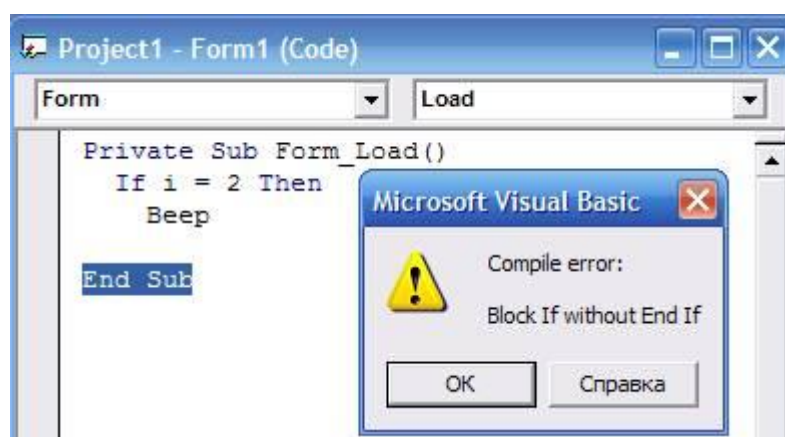 Project1 - Form1 (Code)
Form Load
Private Sub Form_Load()
If i = 2 Then
Beep
End Sub
Microsoft Visual Basic
Compile error:
Block If without End If
OK Справка